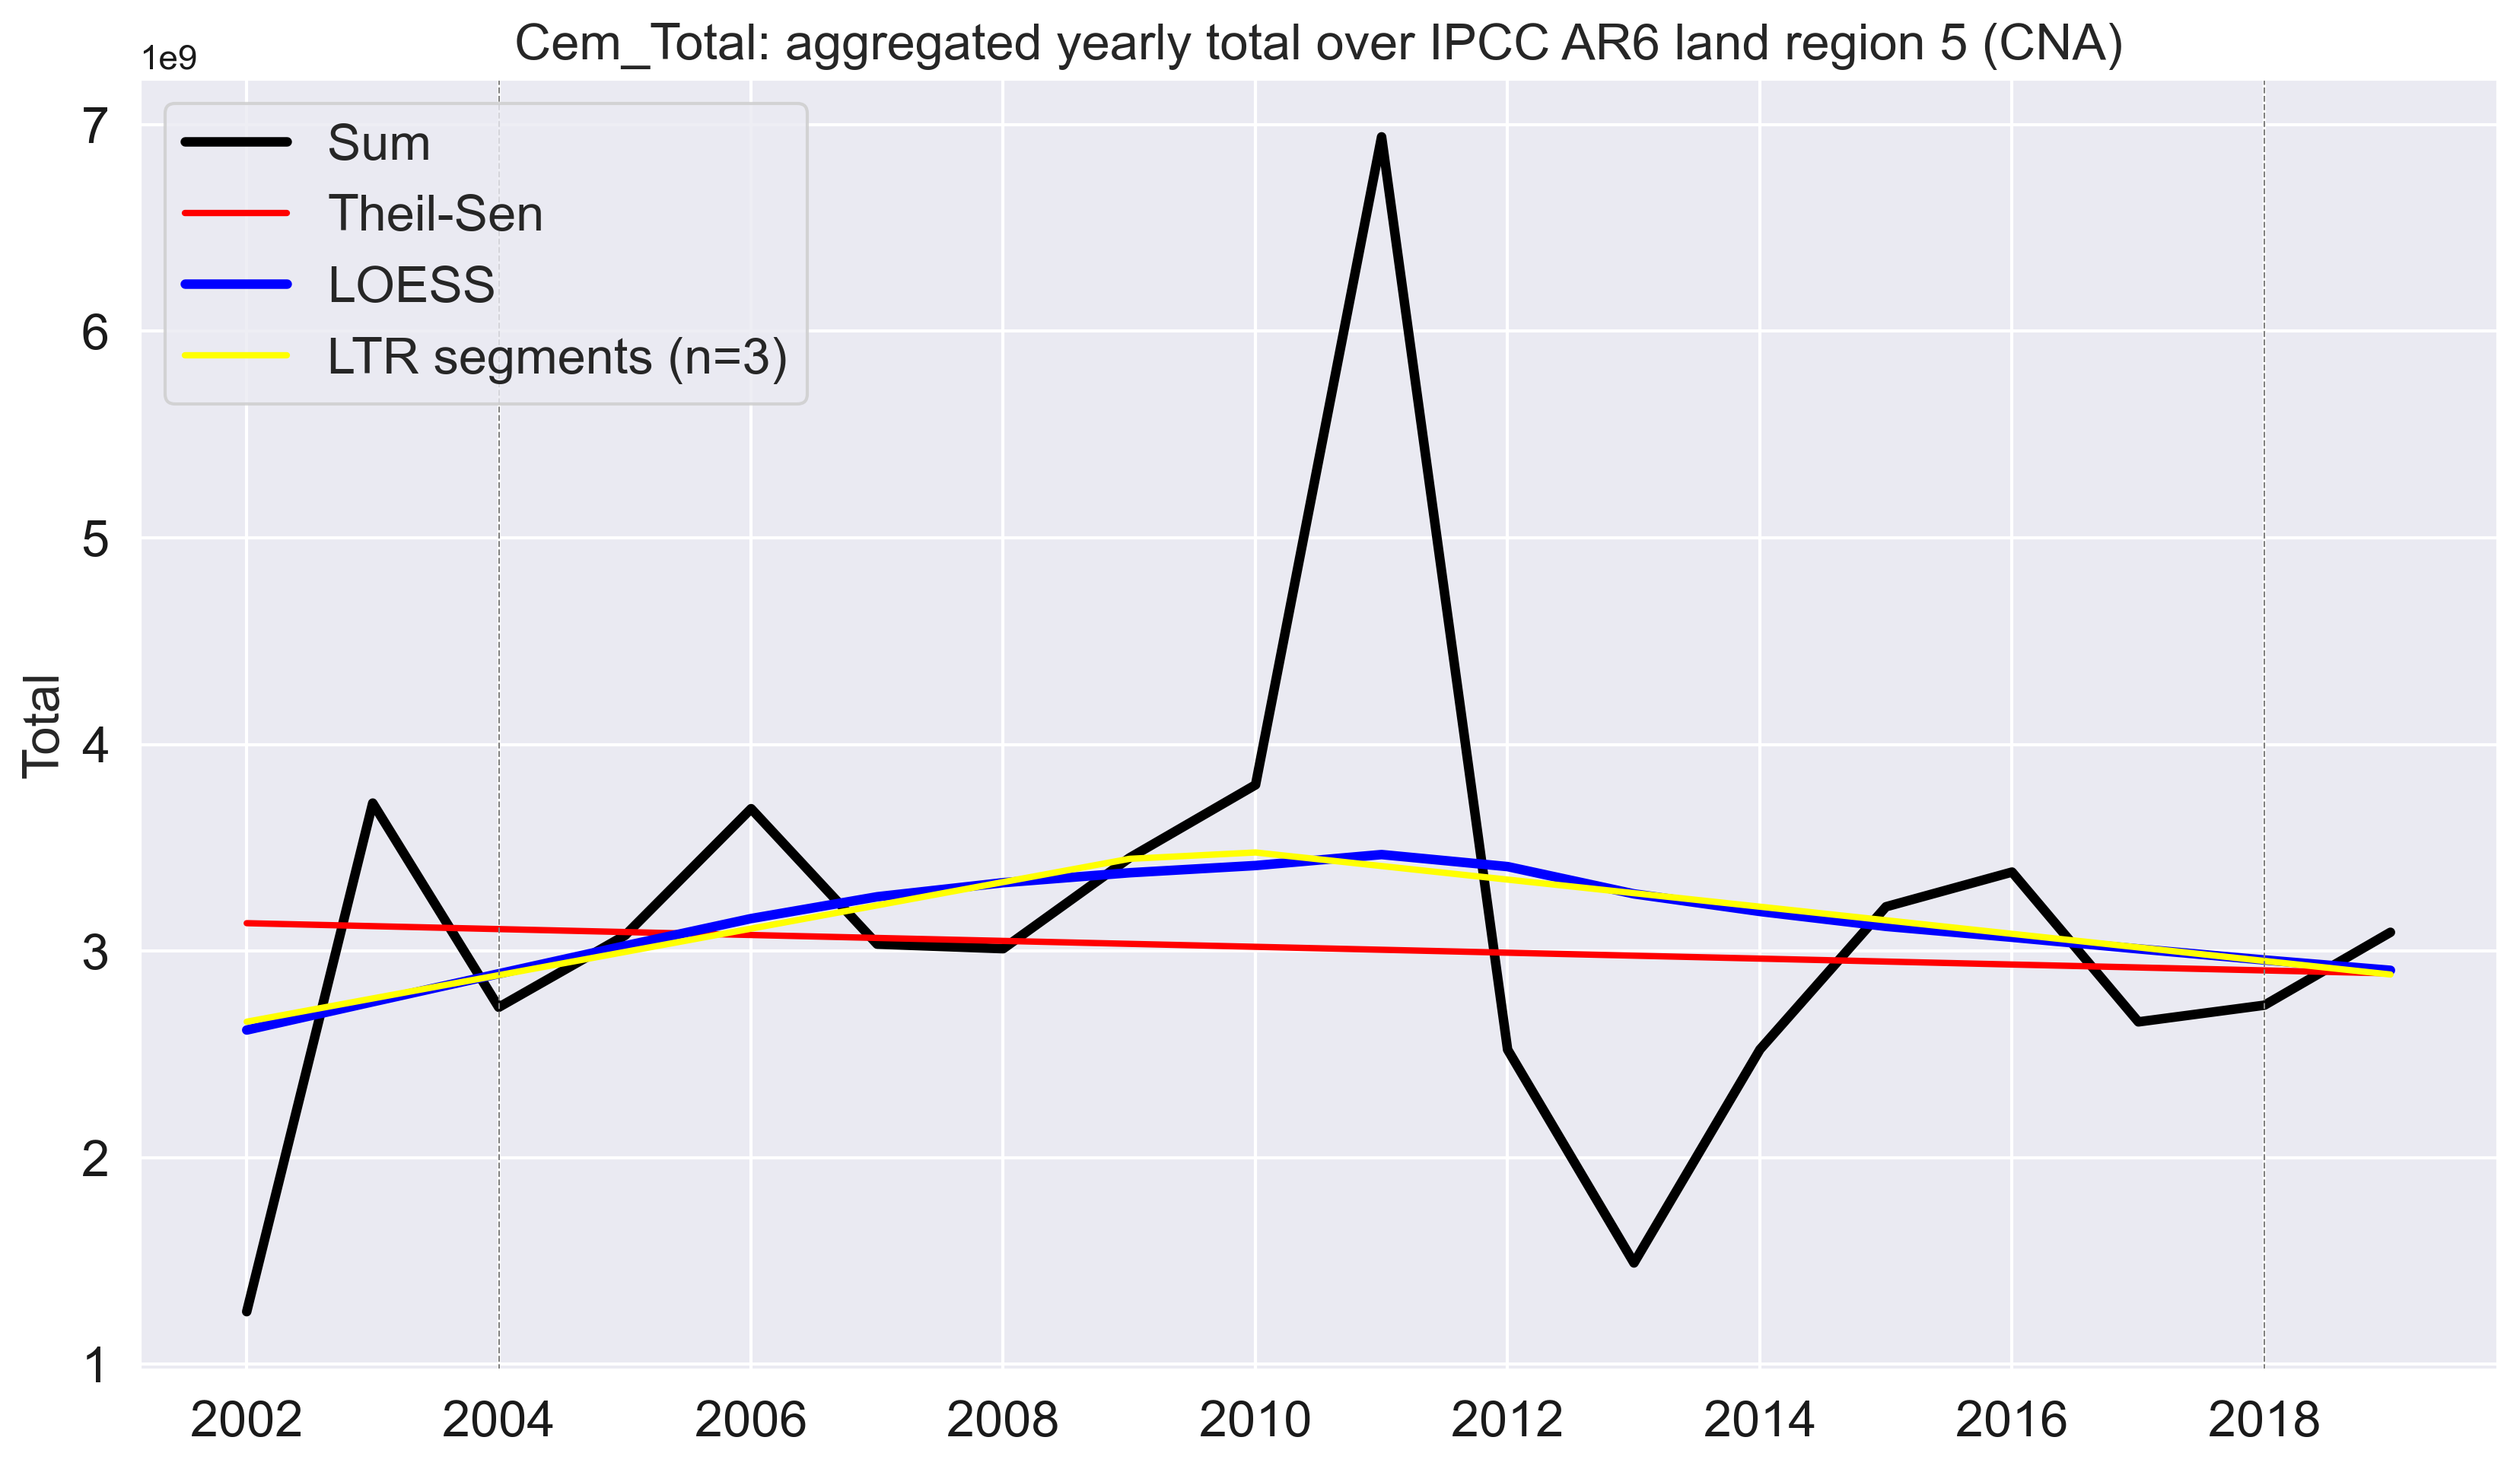 Cem_Total: aggregated yearly total over IPCC AR6 land region 5 (CNA)
1e9
Sum
Theil-Sen
LOESS
LTR segments (n=3)
7
6
5
4
3
2
1
Total
2002 2004 2006 2008 2010 2012 2014 2016 2018